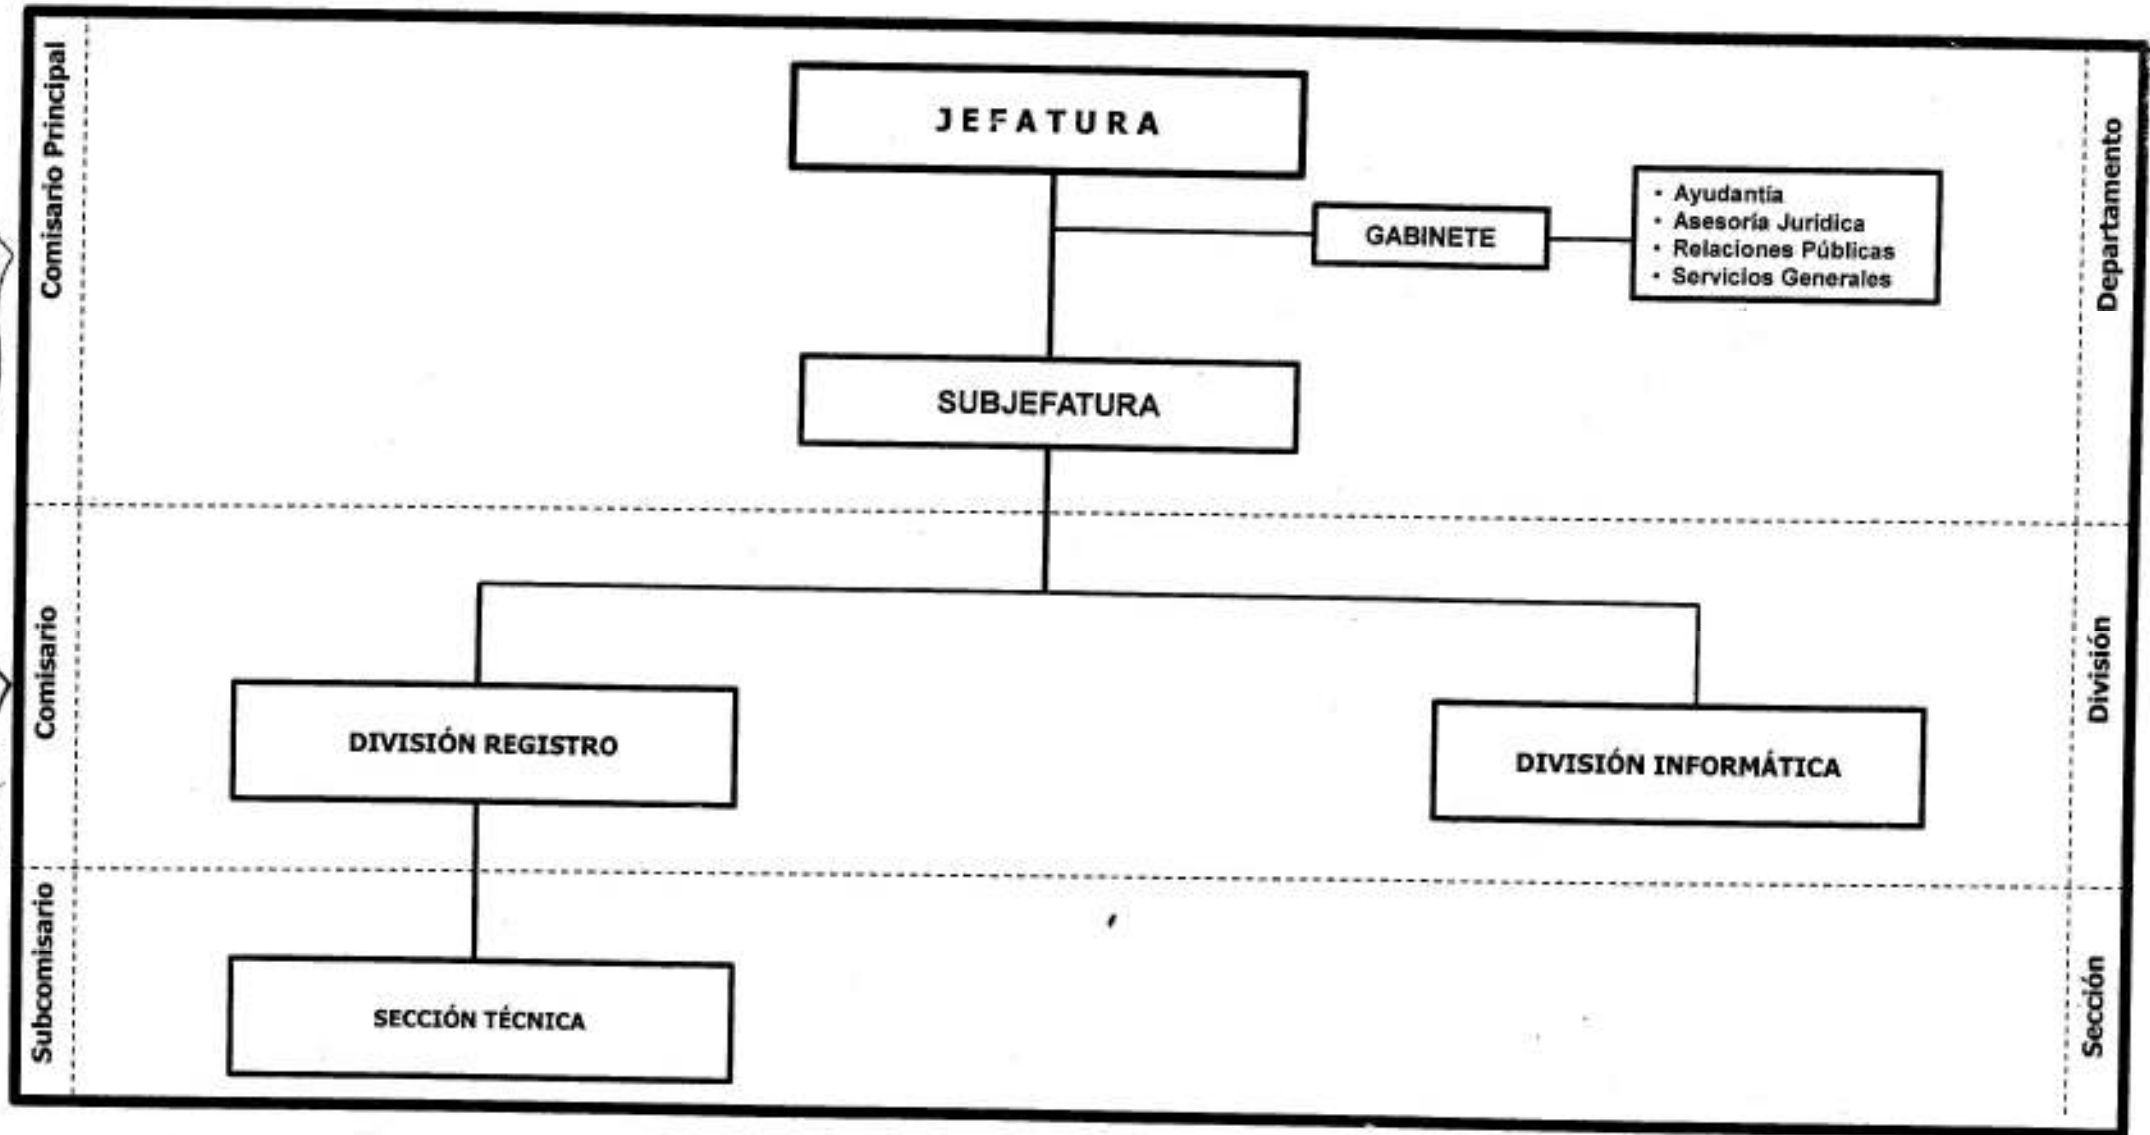 Comisario Principal
JEFATURA
Departamento
GABINETE
• Ayudantía
• Asesoría Jurídica
• Relaciones Públicas
• Servicios Generales
SUBJEFATURA
Comisario
DIVISIÓN REGISTRO
DIVISIÓN INFORMÁTICA
División
Subcomisario
SECCIÓN TÉCNICA
Sección